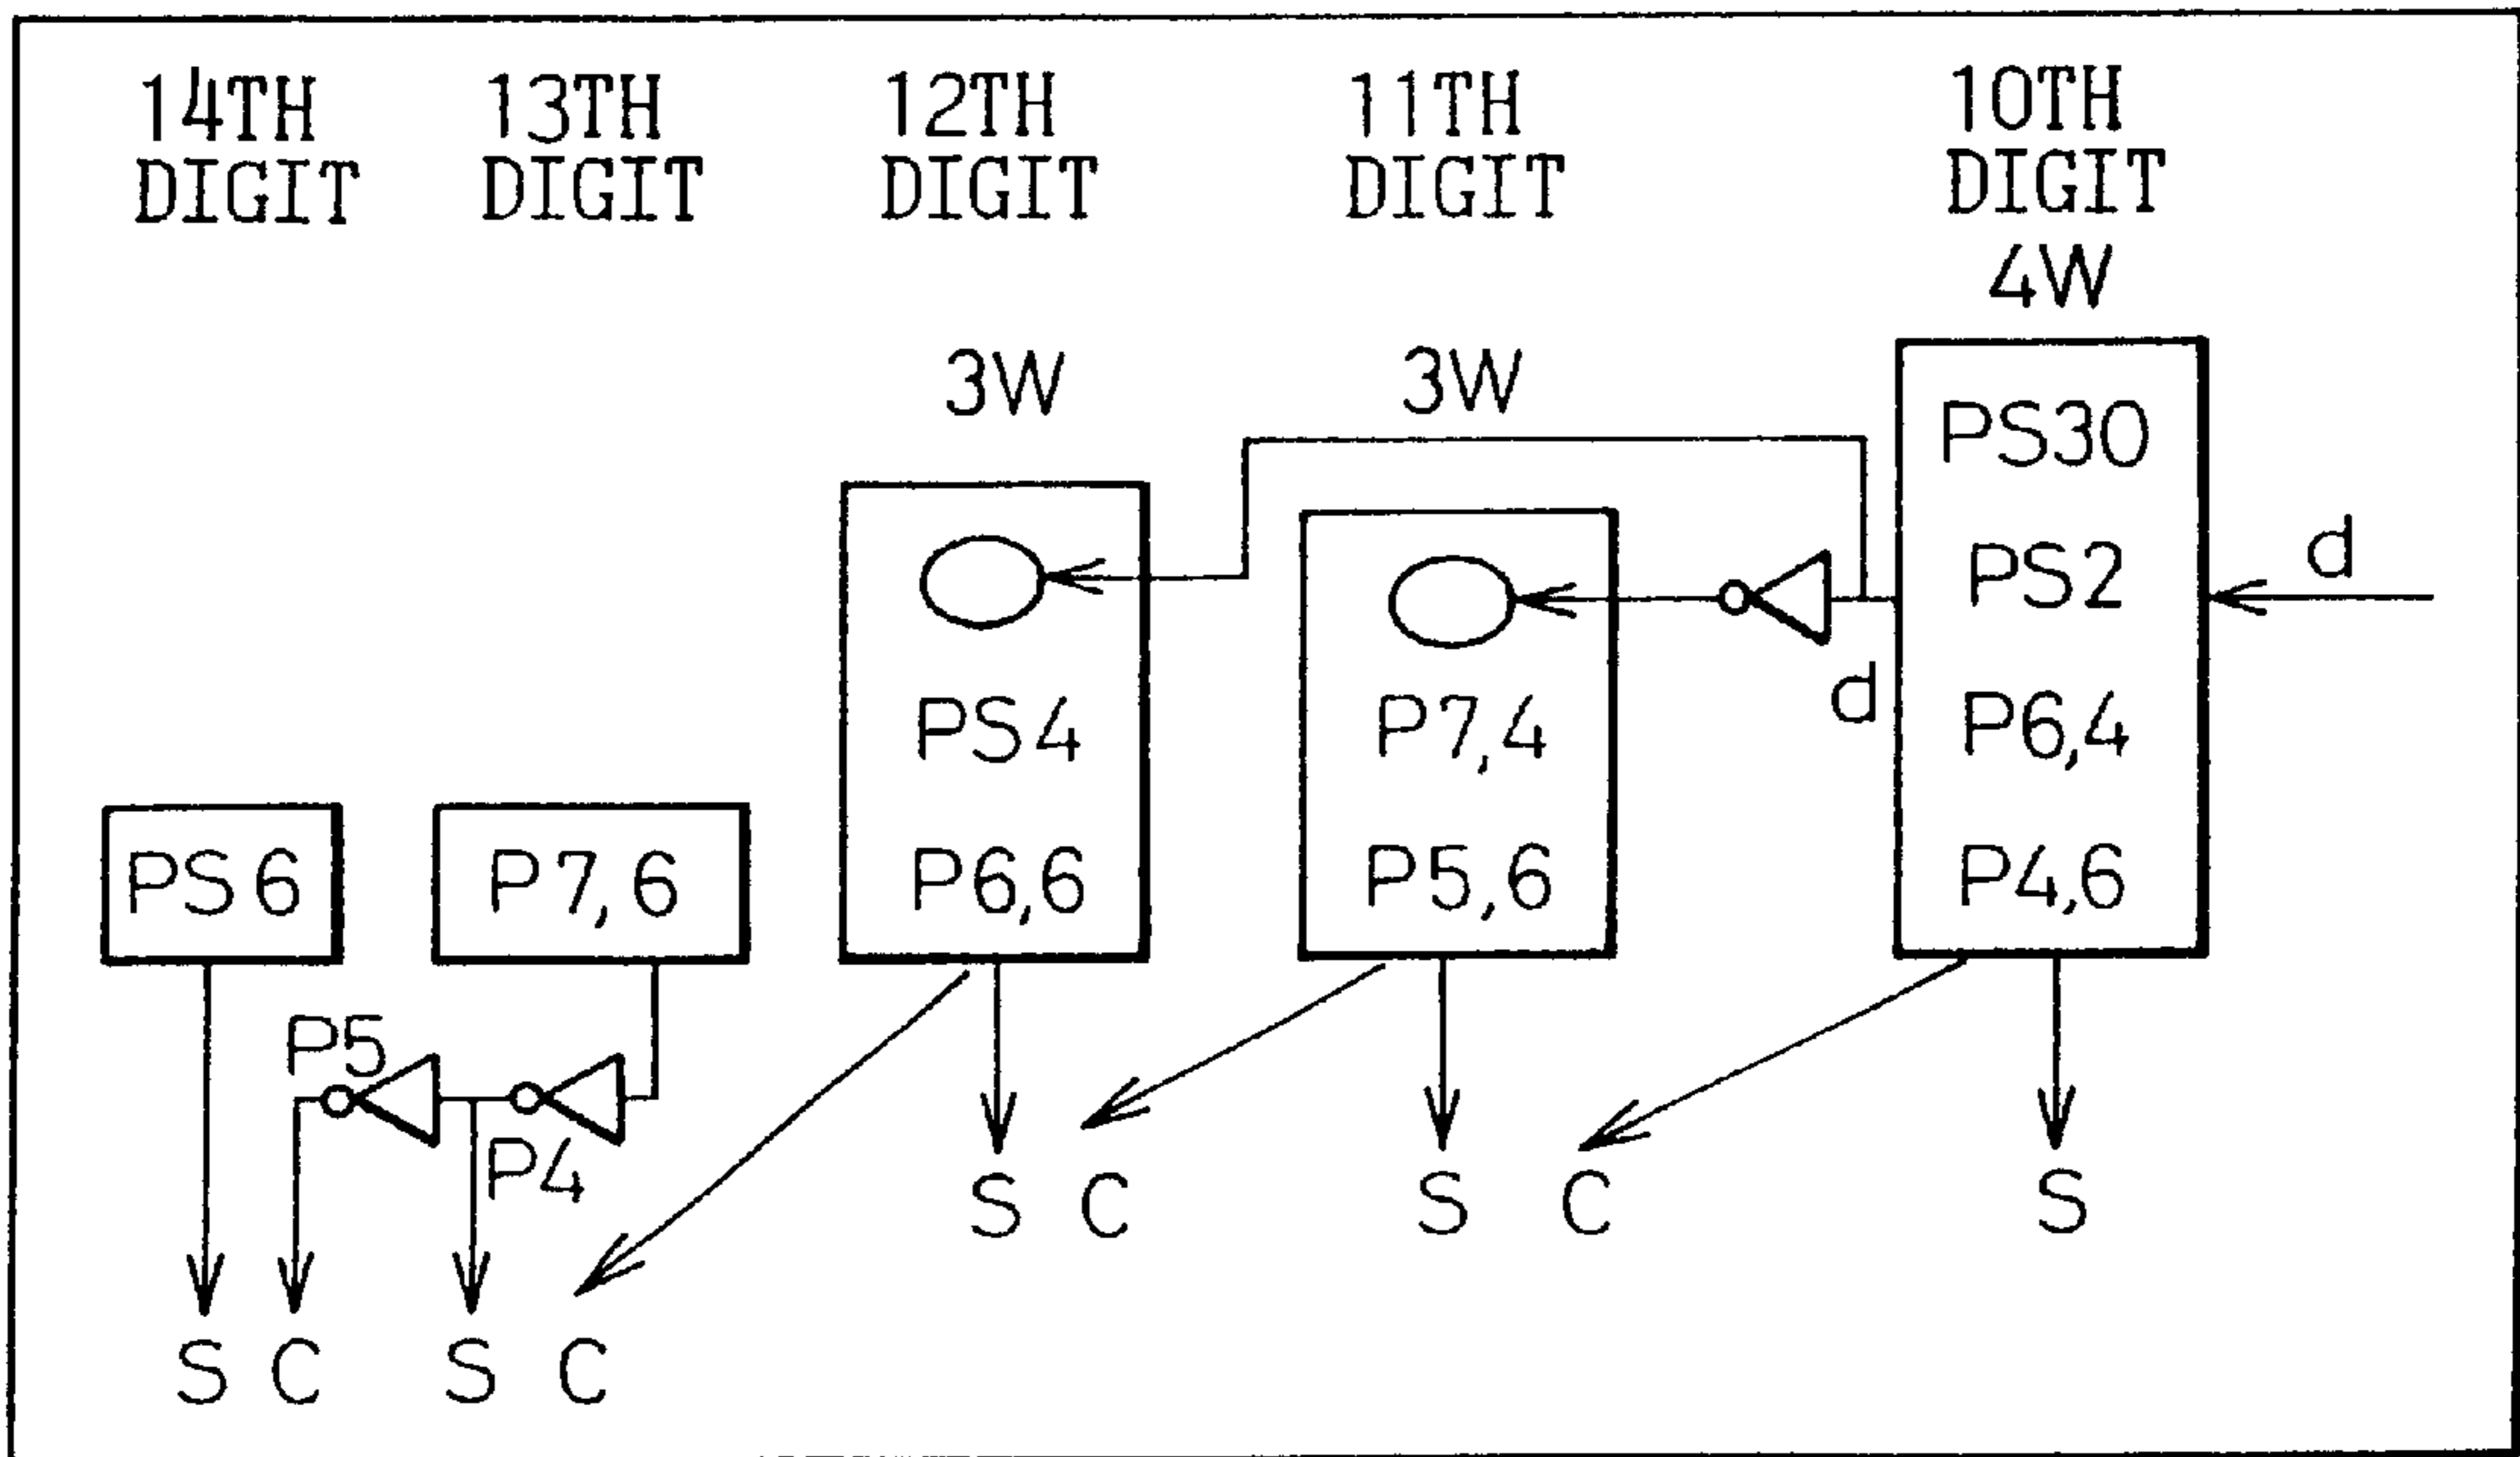 14TH DIGIT
13TH DIGIT
12TH DIGIT
11TH DIGIT
10TH DIGIT
4W
3W
3W
PS30
PS2
P6,4
P4,6
d
d
P7,4
P5,6
PS4
P6,6
P7,6
PS6
P5
P4
S C
S C
S C
S C
S